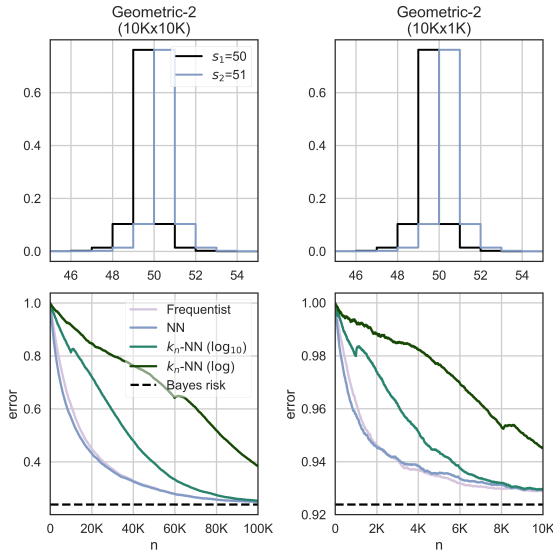 Geometric-2
(10Kx10K)
Geometric-2
(10Kx1K)
s₁=50
s₂=51
0.6
0.4
0.2
0.0
46 48 50 52 54
0.6
0.4
0.2
0.0
46 48 50 52 54
Frequentist
NN
kₙ-NN (log₁₀)
kₙ-NN (log)
Bayes risk
error
1.0
0.8
0.6
0.4
0 20K 40K 60K 80K 100K
n
error
1.00
0.98
0.96
0.94
0.92
0 2K 4K 6K 8K 10K
n